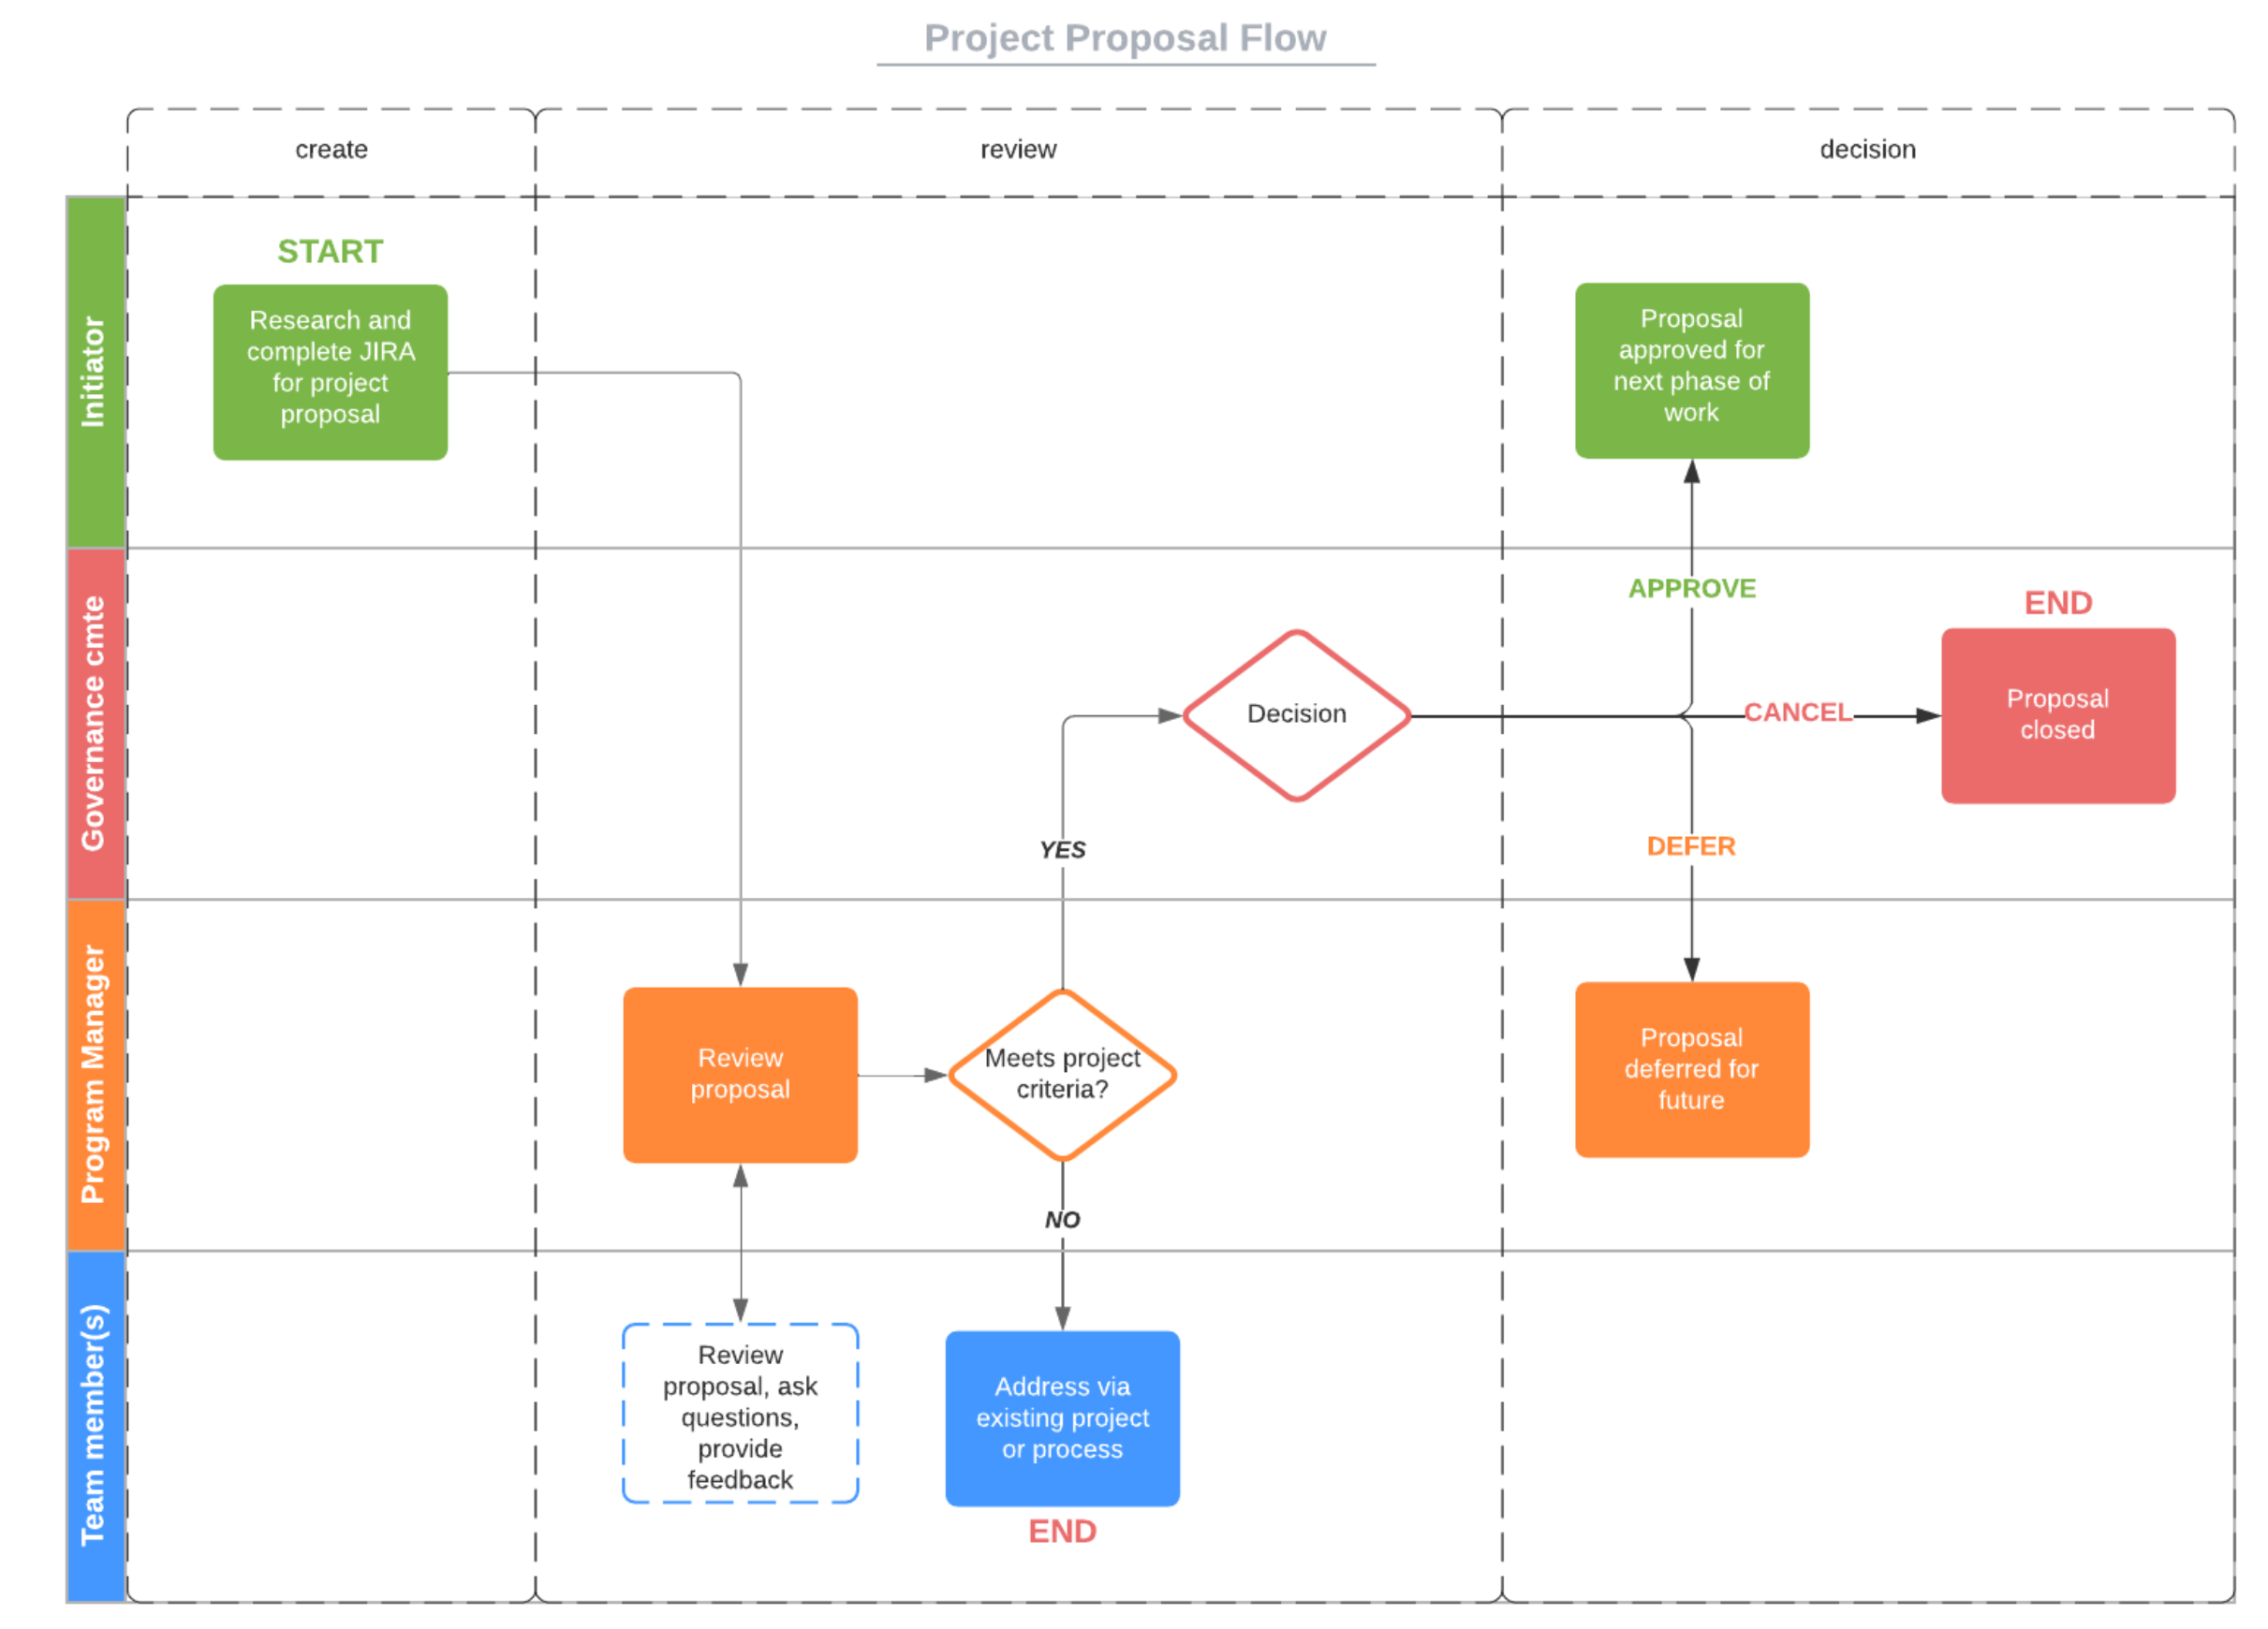 Project Proposal Flow
create
review
decision
Initiator
START
Research and
complete JIRA
for project
proposal
Proposal
approved for
next phase of
work
Governance cmte
APPROVE
END
Decision
CANCEL
Proposal
closed
YES
DEFER
Program Manager
Review
proposal
Meets project
criteria?
Proposal
deferred for
future
NO
Team member(s)
Review
proposal, ask
questions,
provide
feedback
Address via
existing project
or process
END